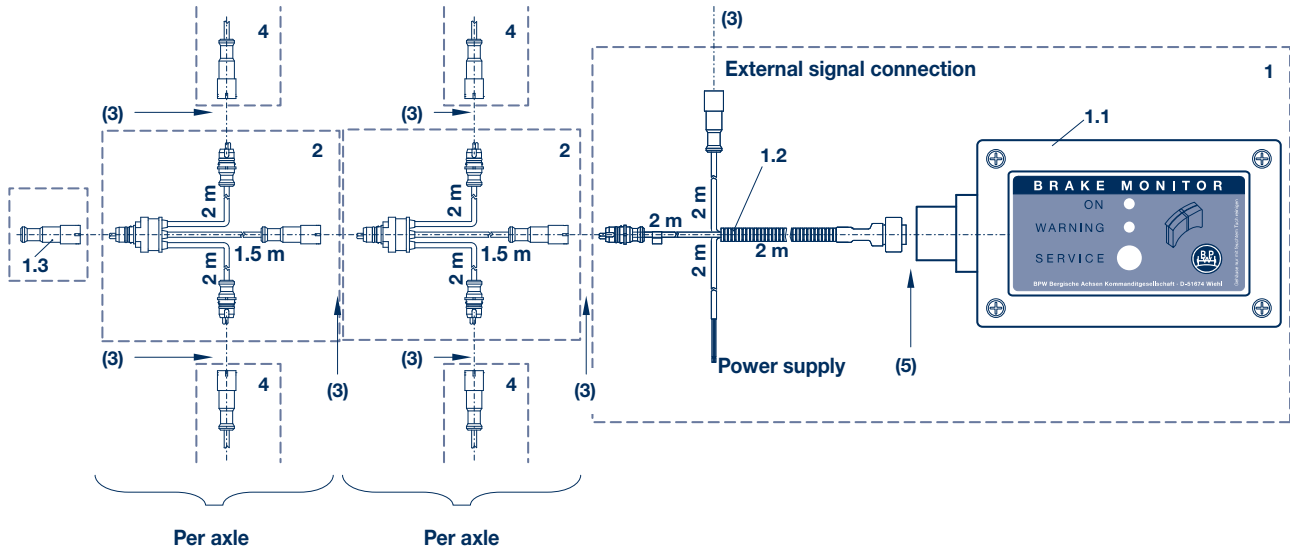 4
4
(3)
External signal connection
1
(3)
(3)
1.1
2
2
1.2
2 m
2 m
2 m
BRAKE MONITOR
ON
WARNING
SERVICE
BPW Bergische Achsen Kommanditgesellschaft · D-51674 Wiehl
1.3
2 m
1.5 m
2 m
1.5 m
2 m
2 m
2 m
(3)
(3)
4
4
(3)
(3)
Power supply
(5)
Per axle
Per axle